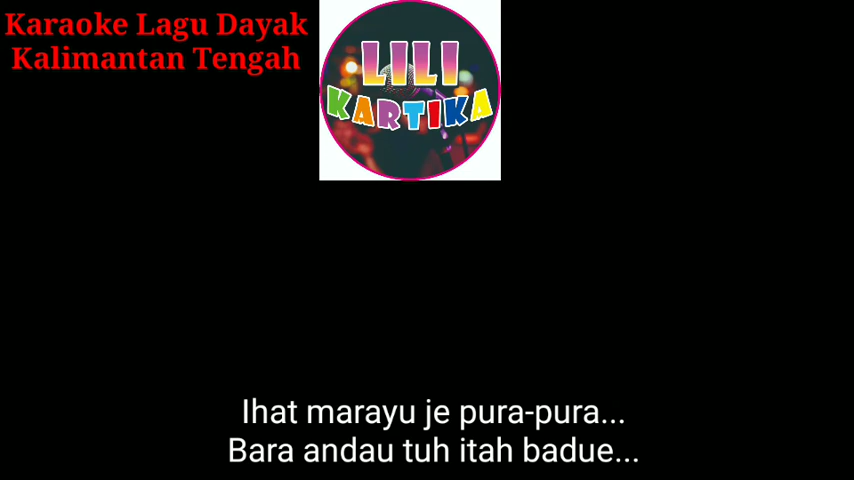 Karaoke Lagu Dayak
Kalimantan Tengah
LILI
KARTIKA
Ihat marayu je pura-pura...
Bara andau tuh itah badue...